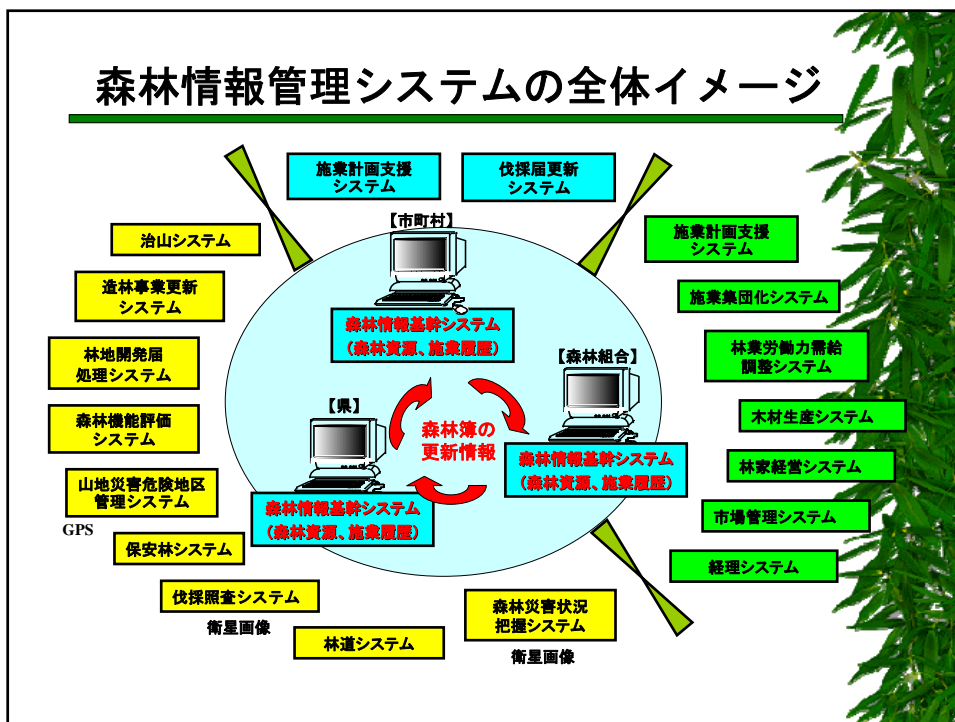 森林情報管理システムの全体イメージ
施業計画支援
システム
伐採届更新
システム
【市町村】
森林情報基幹システム
(森林資源、施業履歴)
治山システム
造林事業更新
システム
林地開発届
処理システム
森林機能評価
システム
山地災害危険地区
管理システム
GPS
保安林システム
伐採照査システム
衛星画像
林道システム
森林災害状況
把握システム
衛星画像
【県】
森林情報基幹システム
(森林資源、施業履歴)
森林簿の
更新情報
【森林組合】
森林情報基幹システム
(森林資源、施業履歴)
施業計画支援
システム
施業集団化システム
林業労働力需給
調整システム
木材生産システム
林家経営システム
市場管理システム
経理システム